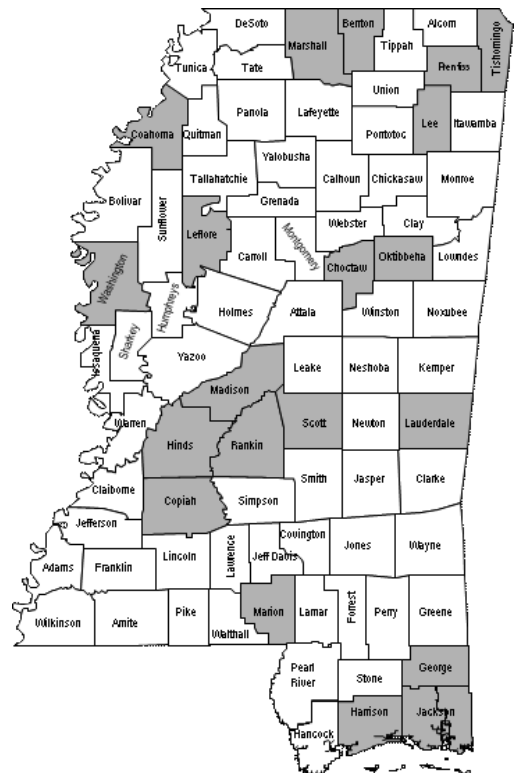 DeSoto
Benton
Alcorn
Tishomingo
Marshall
Tippah
Tunica
Tate
Prentiss
Union
Panola
Lafeyette
Coahoma
Quitman
Pontotoc
Lee
Itawamba
Yalobusha
Tallahatchie
Calhoun
Chickasaw
Monroe
Bolivar
Sunflower
Grenada
Leflore
Montgomery
Webster
Clay
Carroll
Choctaw
Oktibbeha
Lowndes
Washington
Humphreys
Holmes
Attala
Winston
Noxubee
Issaquena
Sharkey
Yazoo
Leake
Neshoba
Kemper
Madison
Warren
Hinds
Rankin
Scott
Newton
Lauderdale
Claiborne
Copiah
Simpson
Smith
Jasper
Clarke
Jefferson
Covington
Lincoln
Lawrence
Jeff Davis
Jones
Wayne
Adams
Franklin
Wilkinson
Amite
Pike
Walthall
Marion
Lamar
Forrest
Perry
Greene
Pearl
River
Stone
George
Hancock
Harrison
Jackson